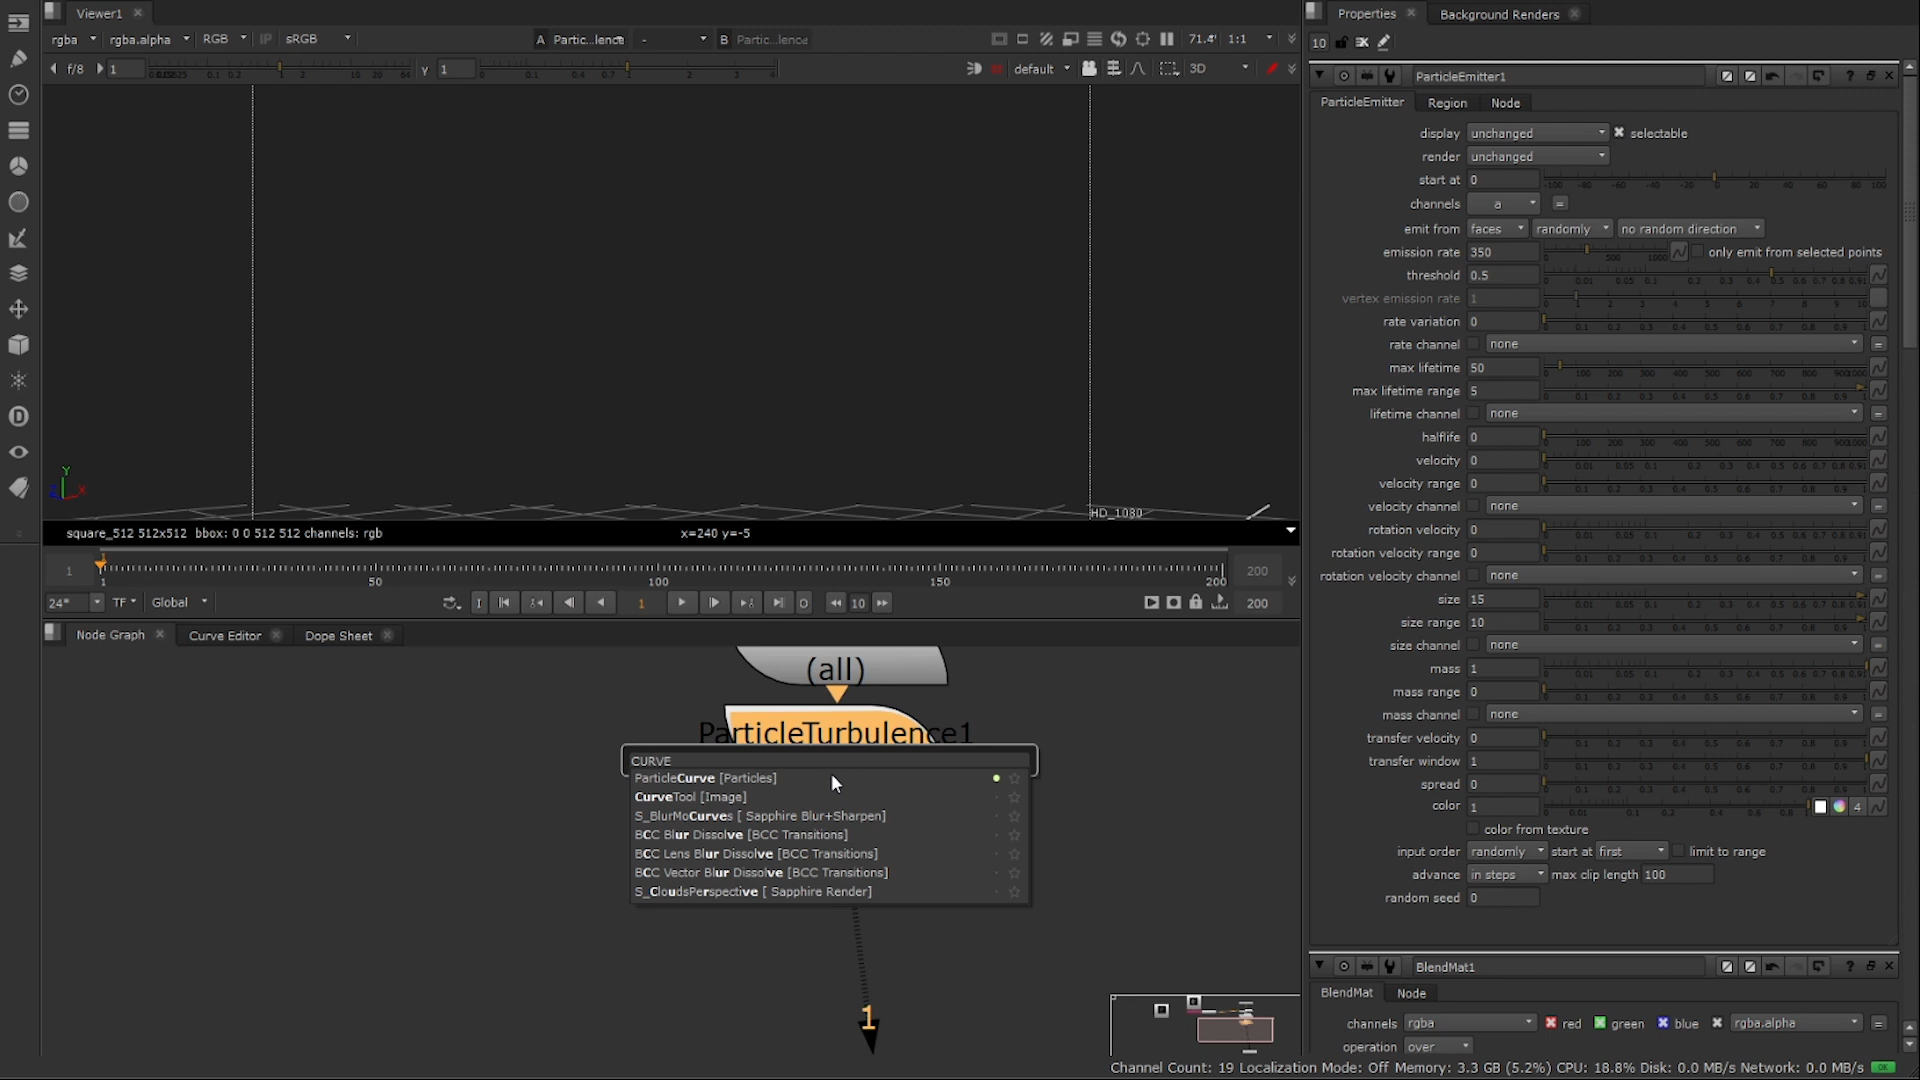 Viewer1
rgba rgba.alpha RGB IP sRGB A Partic...lence - B Partic...lence 1:1
f/8 1 y 1 default 3D
HD_1080
square_512 512x512 bbox: 0 0 512 512 channels: rgb x=240 y=-5
1 1 50 100 150 200 200
24* TF Global I 1 O 10 200
Node Graph Curve Editor Dope Sheet
(all)
ParticleTurbulence1
CURVE
ParticleCurve [Particles]
CurveTool [Image]
S_BlurMoCurves [ Sapphire Blur+Sharpen]
BCC Blur Dissolve [BCC Transitions]
BCC Lens Blur Dissolve [BCC Transitions]
BCC Vector Blur Dissolve [BCC Transitions]
S_CloudsPerspective [ Sapphire Render]
1
Properties Background Renders
10
ParticleEmitter1
ParticleEmitter Region Node
display unchanged selectable
render unchanged
start at 0
channels a =
emit from faces randomly no random direction
emission rate 350 only emit from selected points
threshold 0.5
vertex emission rate 1
rate variation 0
rate channel none
max lifetime 50
max lifetime range 5
lifetime channel none
halflife 0
velocity 0
velocity range 0
velocity channel none
rotation velocity 0
rotation velocity range 0
rotation velocity channel none
size 15
size range 10
size channel none
mass 1
mass range 0
mass channel none
transfer velocity 0
transfer window 1
spread 0
color 1 4
color from texture
input order randomly start at first limit to range
advance in steps max clip length 100
random seed 0
BlendMat1
BlendMat Node
channels rgba red green blue rgba.alpha =
operation over
Channel Count: 19 Localization Mode: Off Memory: 3.3 GB (5.2%) CPU: 18.8% Disk: 0.0 MB/s Network: 0.0 MB/s